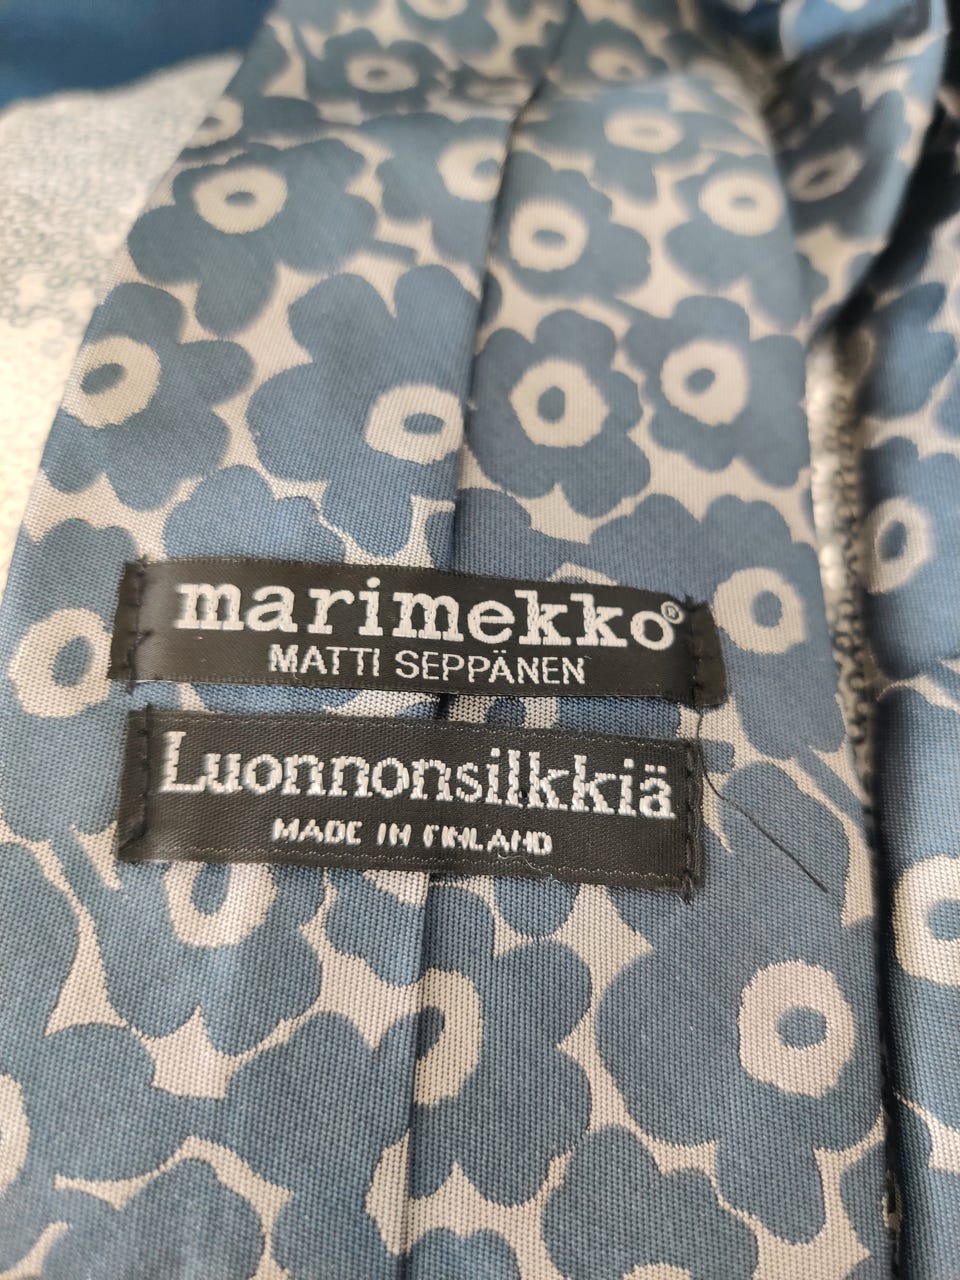 marimekko®
MATTI SEPPÄNEN
Luonnonsilkkiä
MADE IN FINLAND